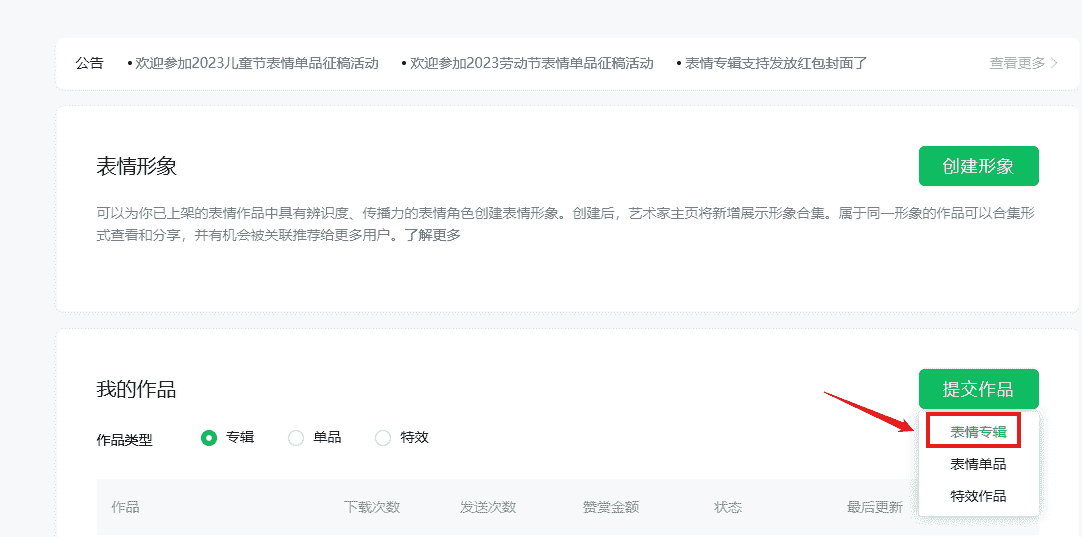 公告 •欢迎参加2023儿童节表情单品征稿活动 •欢迎参加2023劳动节表情单品征稿活动 •表情专辑支持发放红包封面了 查看更多 >
表情形象 创建形象
可以为你已上架的表情作品中具有辨识度、传播力的表情角色创建表情形象。创建后，艺术家主页将新增展示形象合集。属于同一形象的作品可以合集形
式查看和分享，并有机会被关联推荐给更多用户。了解更多
我的作品 提交作品
作品类型 专辑 单品 特效
表情专辑
表情单品
特效作品
作品 下载次数 发送次数 赞赏金额 状态 最后更新